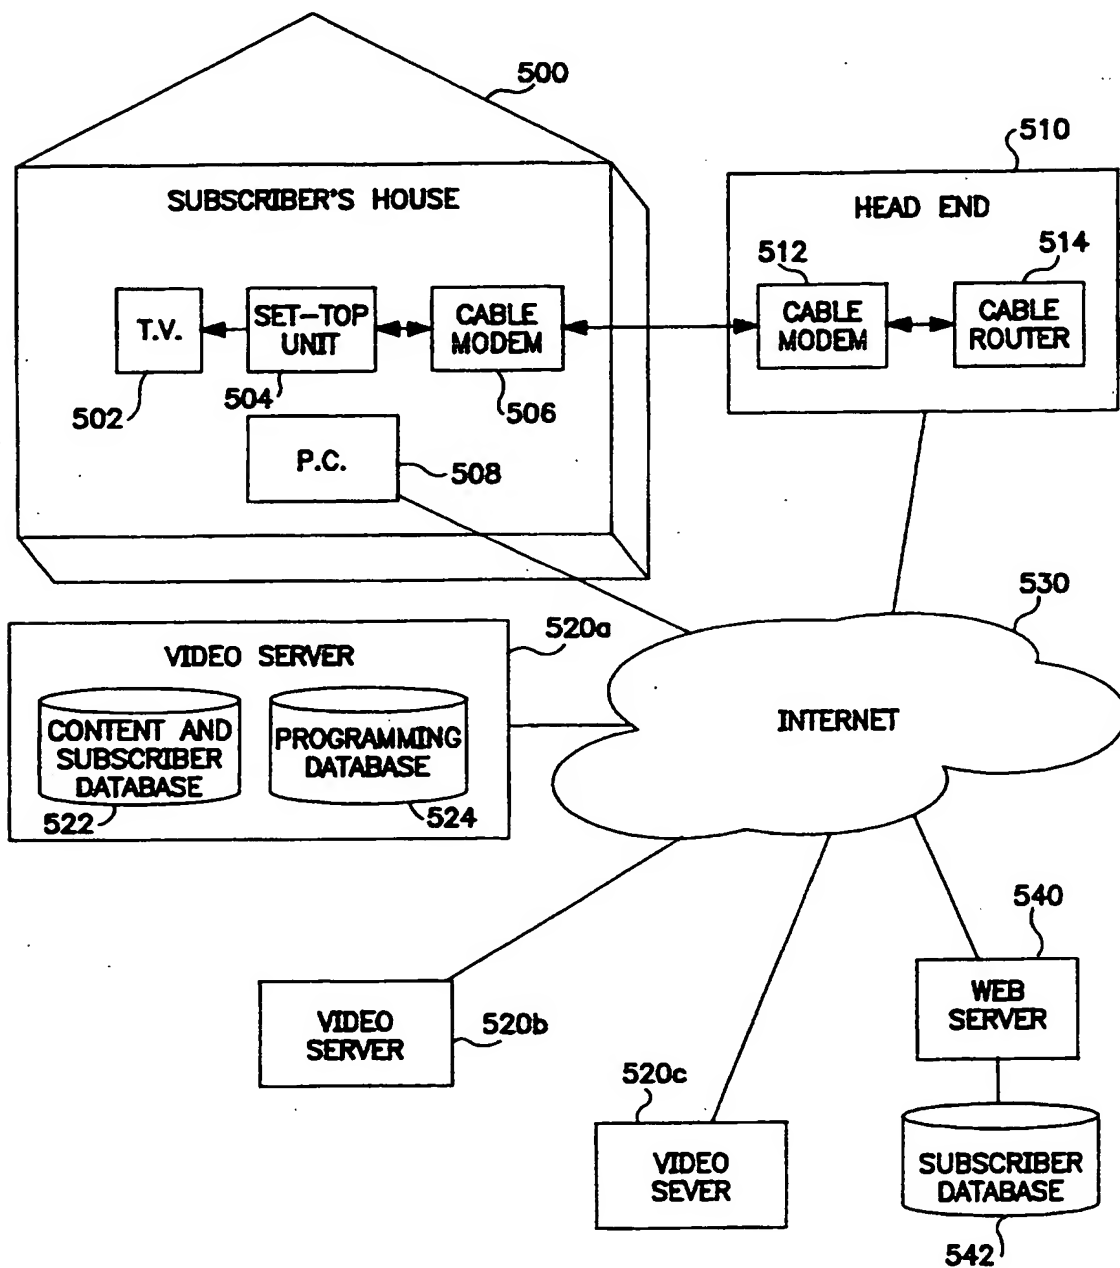 500
SUBSCRIBER'S HOUSE
T.V.
502
SET-TOP
UNIT
504
CABLE
MODEM
506
P.C.
508
510
HEAD END
512
CABLE
MODEM
514
CABLE
ROUTER
530
INTERNET
520a
VIDEO SERVER
CONTENT AND
SUBSCRIBER
DATABASE
522
PROGRAMMING
DATABASE
524
VIDEO
SERVER
520b
520c
VIDEO
SEVER
540
WEB
SERVER
SUBSCRIBER
DATABASE
542